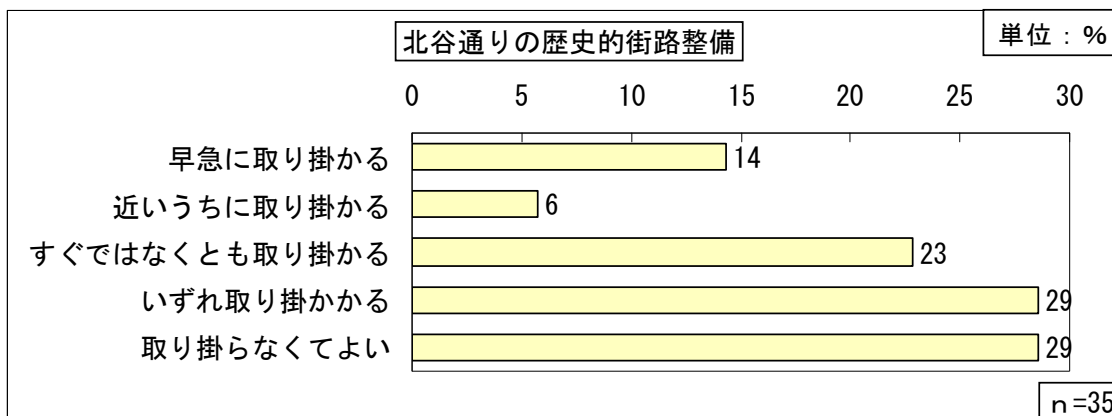 北谷通りの歴史的街路整備
単位：％
0 5 10 15 20 25 30
早急に取り掛かる 14
近いうちに取り掛かる 6
すぐではなくとも取り掛かる 23
いずれ取り掛かかる 29
取り掛らなくてよい 29
ｎ=35